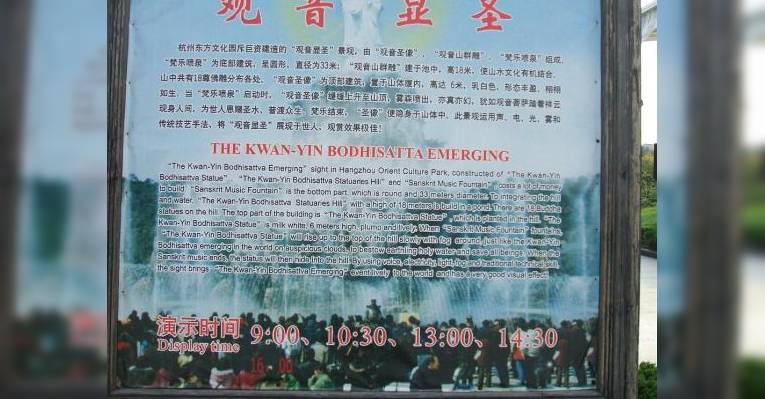 观音显圣
杭州东方文化园斥巨资建造的“观音显圣”景观，由“观音圣像”、“观音山群雕”、“梵乐喷泉”组成。
“梵乐喷泉”为底部建筑，呈圆形，直径为33米；“观音山群雕”建于池中，高18米，使山水文化有机结合，
山中共有18尊佛雕分布各处，“观音圣像”为顶部建筑，置于山体腹内，高达 6米，乳白色，形态丰盈，栩栩
如生。当“梵乐喷泉”启动时，“观音圣像”缓缓上升至山顶，雾森喷出，亦真亦幻，犹如观音菩萨踏着祥云
现身人间，为世人恩赐圣水、普渡众生。梵乐结束，“圣像”便隐身于山体中。此景观运用声、电、光、雾和
传统技艺手法，将“观音显圣”展现于世人，观赏效果极佳！
THE KWAN-YIN BODHISATTA EMERGING
“The Kwan-Yin Bodhisattva Emerging” sight in Hangzhou Orient Culture Park, constructed of “The Kwan-Yin
Bodhisattva Statue”, “The Kwan-Yin Bodhisattva Statuaries Hill” and “Sanskrit Music Fountain”, costs a lot of money
to build. “Sanskrit Music Fountain” is the bottom part, which is round and 33 meters diameter. To integrating the hill
and water, “The Kwan-Yin Bodhisattva Statuaries Hill” with a high of 18 meters is build in a pond. There are 18 Buddha
statues on the hill. The top part of the building is “The Kwan-Yin Bodhisattva Statue”, which is planted in the hill. “The
Kwan-Yin Bodhisattva Statue” is milk white, 6 meters high, plump and lively. When “Sanskrit Music Fountain” fountains,
“The Kwan-Yin Bodhisattva Statue” will rise up to the top of the hill slowly with fog around, just like the Kwan-Yin
Bodhisattva emerging in the world on auspicious clouds, to bestow earthling holy water and save all beings. When the
Sanskrit music ends, the status will then hide into the hill. By using voice, electricity, light, fog and traditional technical skill,
the sight brings “The Kwan-Yin Bodhisattva Emerging” event lively to the world and has a very good visual effect!
演示时间 9:00、10:30、13:00、14:30
Display time
16:00